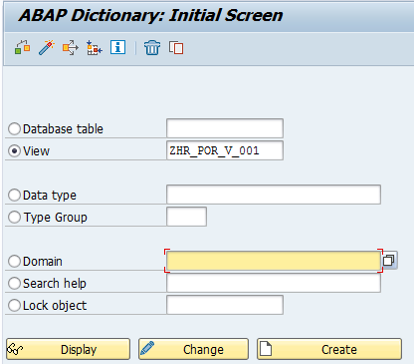 ABAP Dictionary: Initial Screen
Database table
View ZHR_POR_V_001
Data type
Type Group
Domain
Search help
Lock object
Display Change Create